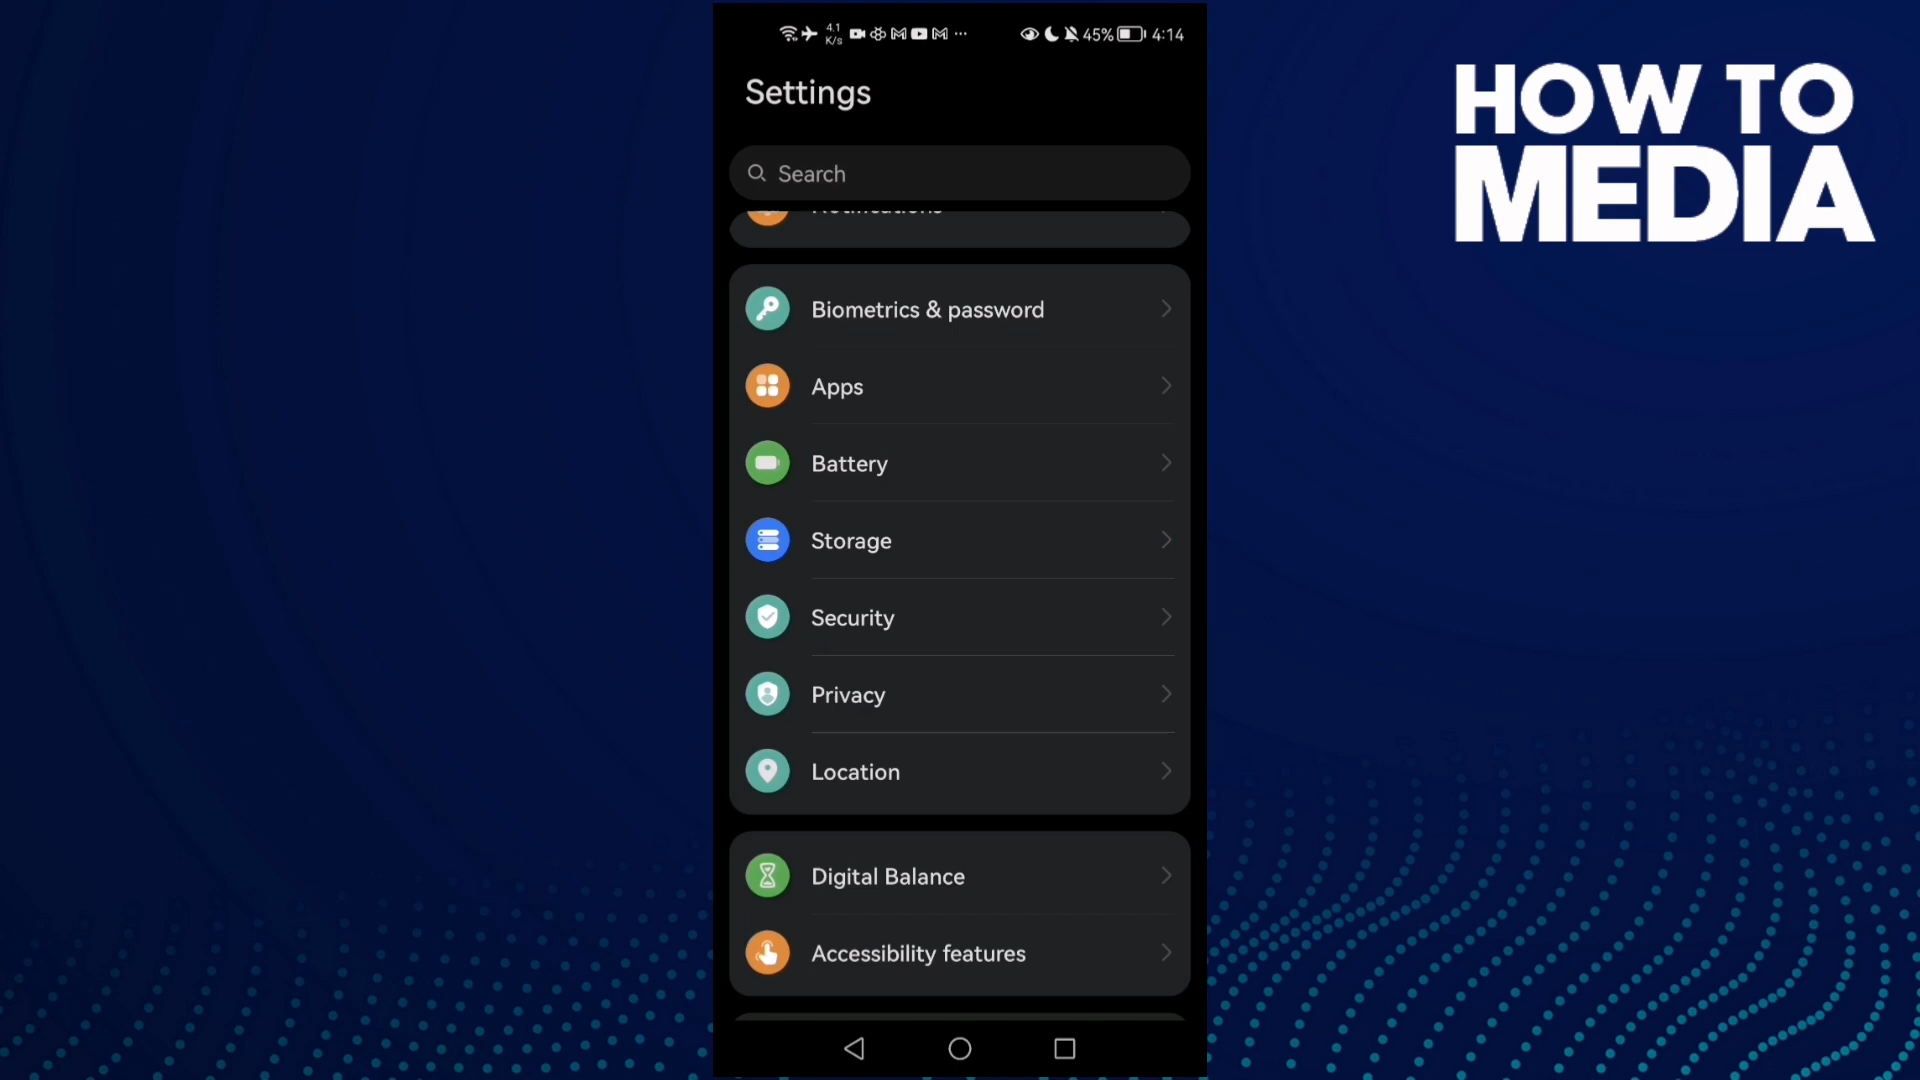 4.1
K/s
45%
4:14
Settings
Search
Notifications
Biometrics & password
Apps
Battery
Storage
Security
Privacy
Location
Digital Balance
Accessibility features
HOW TO
MEDIA